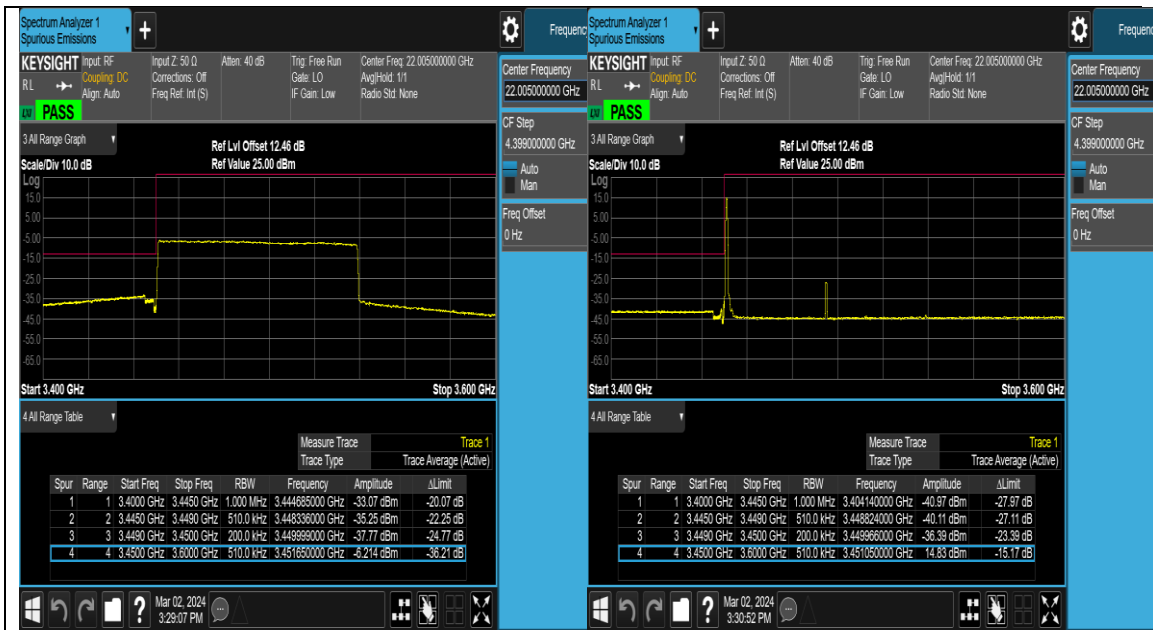 Spectrum Analyzer 1
Spurious Emissions
+
Frequenc
KEYSIGHT
RL
Input: RF
Coupling: DC
Align: Auto
Input Z: 50 Ω
Corrections: Off
Freq Ref: Int (S)
Atten: 40 dB
Trig: Free Run
Gate: LO
IF Gain: Low
Center Freq: 22.005000000 GHz
Avg|Hold: 1/1
Radio Std: None
PASS
Center Frequency
22.005000000 GHz
CF Step
4.399000000 GHz
Auto
Man
Freq Offset
0 Hz
3 All Range Graph
Ref Lvl Offset 12.46 dB
Scale/Div 10.0 dB
Ref Value 25.00 dBm
Log
15.0
5.00
-5.00
-15.0
-25.0
-35.0
-45.0
-55.0
-65.0
Start 3.400 GHz
Stop 3.600 GHz
4 All Range Table
Measure Trace Trace 1
Trace Type Trace Average (Active)
Spur Range Start Freq Stop Freq RBW Frequency Amplitude ΔLimit
1 1 3.4000 GHz 3.4450 GHz 1.000 MHz 3.444685000 GHz -33.07 dBm -20.07 dB
2 2 3.4450 GHz 3.4490 GHz 510.0 kHz 3.448336000 GHz -35.25 dBm -22.25 dB
3 3 3.4490 GHz 3.4500 GHz 200.0 kHz 3.449999000 GHz -37.77 dBm -24.77 dB
4 4 3.4500 GHz 3.6000 GHz 510.0 kHz 3.451650000 GHz -6.214 dBm -36.21 dB
?
Mar 02, 2024
3:29:07 PM
Spectrum Analyzer 1
Spurious Emissions
+
Frequenc
KEYSIGHT
RL
Input: RF
Coupling: DC
Align: Auto
Input Z: 50 Ω
Corrections: Off
Freq Ref: Int (S)
Atten: 40 dB
Trig: Free Run
Gate: LO
IF Gain: Low
Center Freq: 22.005000000 GHz
Avg|Hold: 1/1
Radio Std: None
PASS
Center Frequency
22.005000000 GHz
CF Step
4.399000000 GHz
Auto
Man
Freq Offset
0 Hz
3 All Range Graph
Ref Lvl Offset 12.46 dB
Scale/Div 10.0 dB
Ref Value 25.00 dBm
Log
15.0
5.00
-5.00
-15.0
-25.0
-35.0
-45.0
-55.0
-65.0
Start 3.400 GHz
Stop 3.600 GHz
4 All Range Table
Measure Trace Trace 1
Trace Type Trace Average (Active)
Spur Range Start Freq Stop Freq RBW Frequency Amplitude ΔLimit
1 1 3.4000 GHz 3.4450 GHz 1.000 MHz 3.404140000 GHz -40.97 dBm -27.97 dB
2 2 3.4450 GHz 3.4490 GHz 510.0 kHz 3.448824000 GHz -40.11 dBm -27.11 dB
3 3 3.4490 GHz 3.4500 GHz 200.0 kHz 3.449966000 GHz -36.39 dBm -23.39 dB
4 4 3.4500 GHz 3.6000 GHz 510.0 kHz 3.451050000 GHz 14.83 dBm -15.17 dB
?
Mar 02, 2024
3:30:52 PM